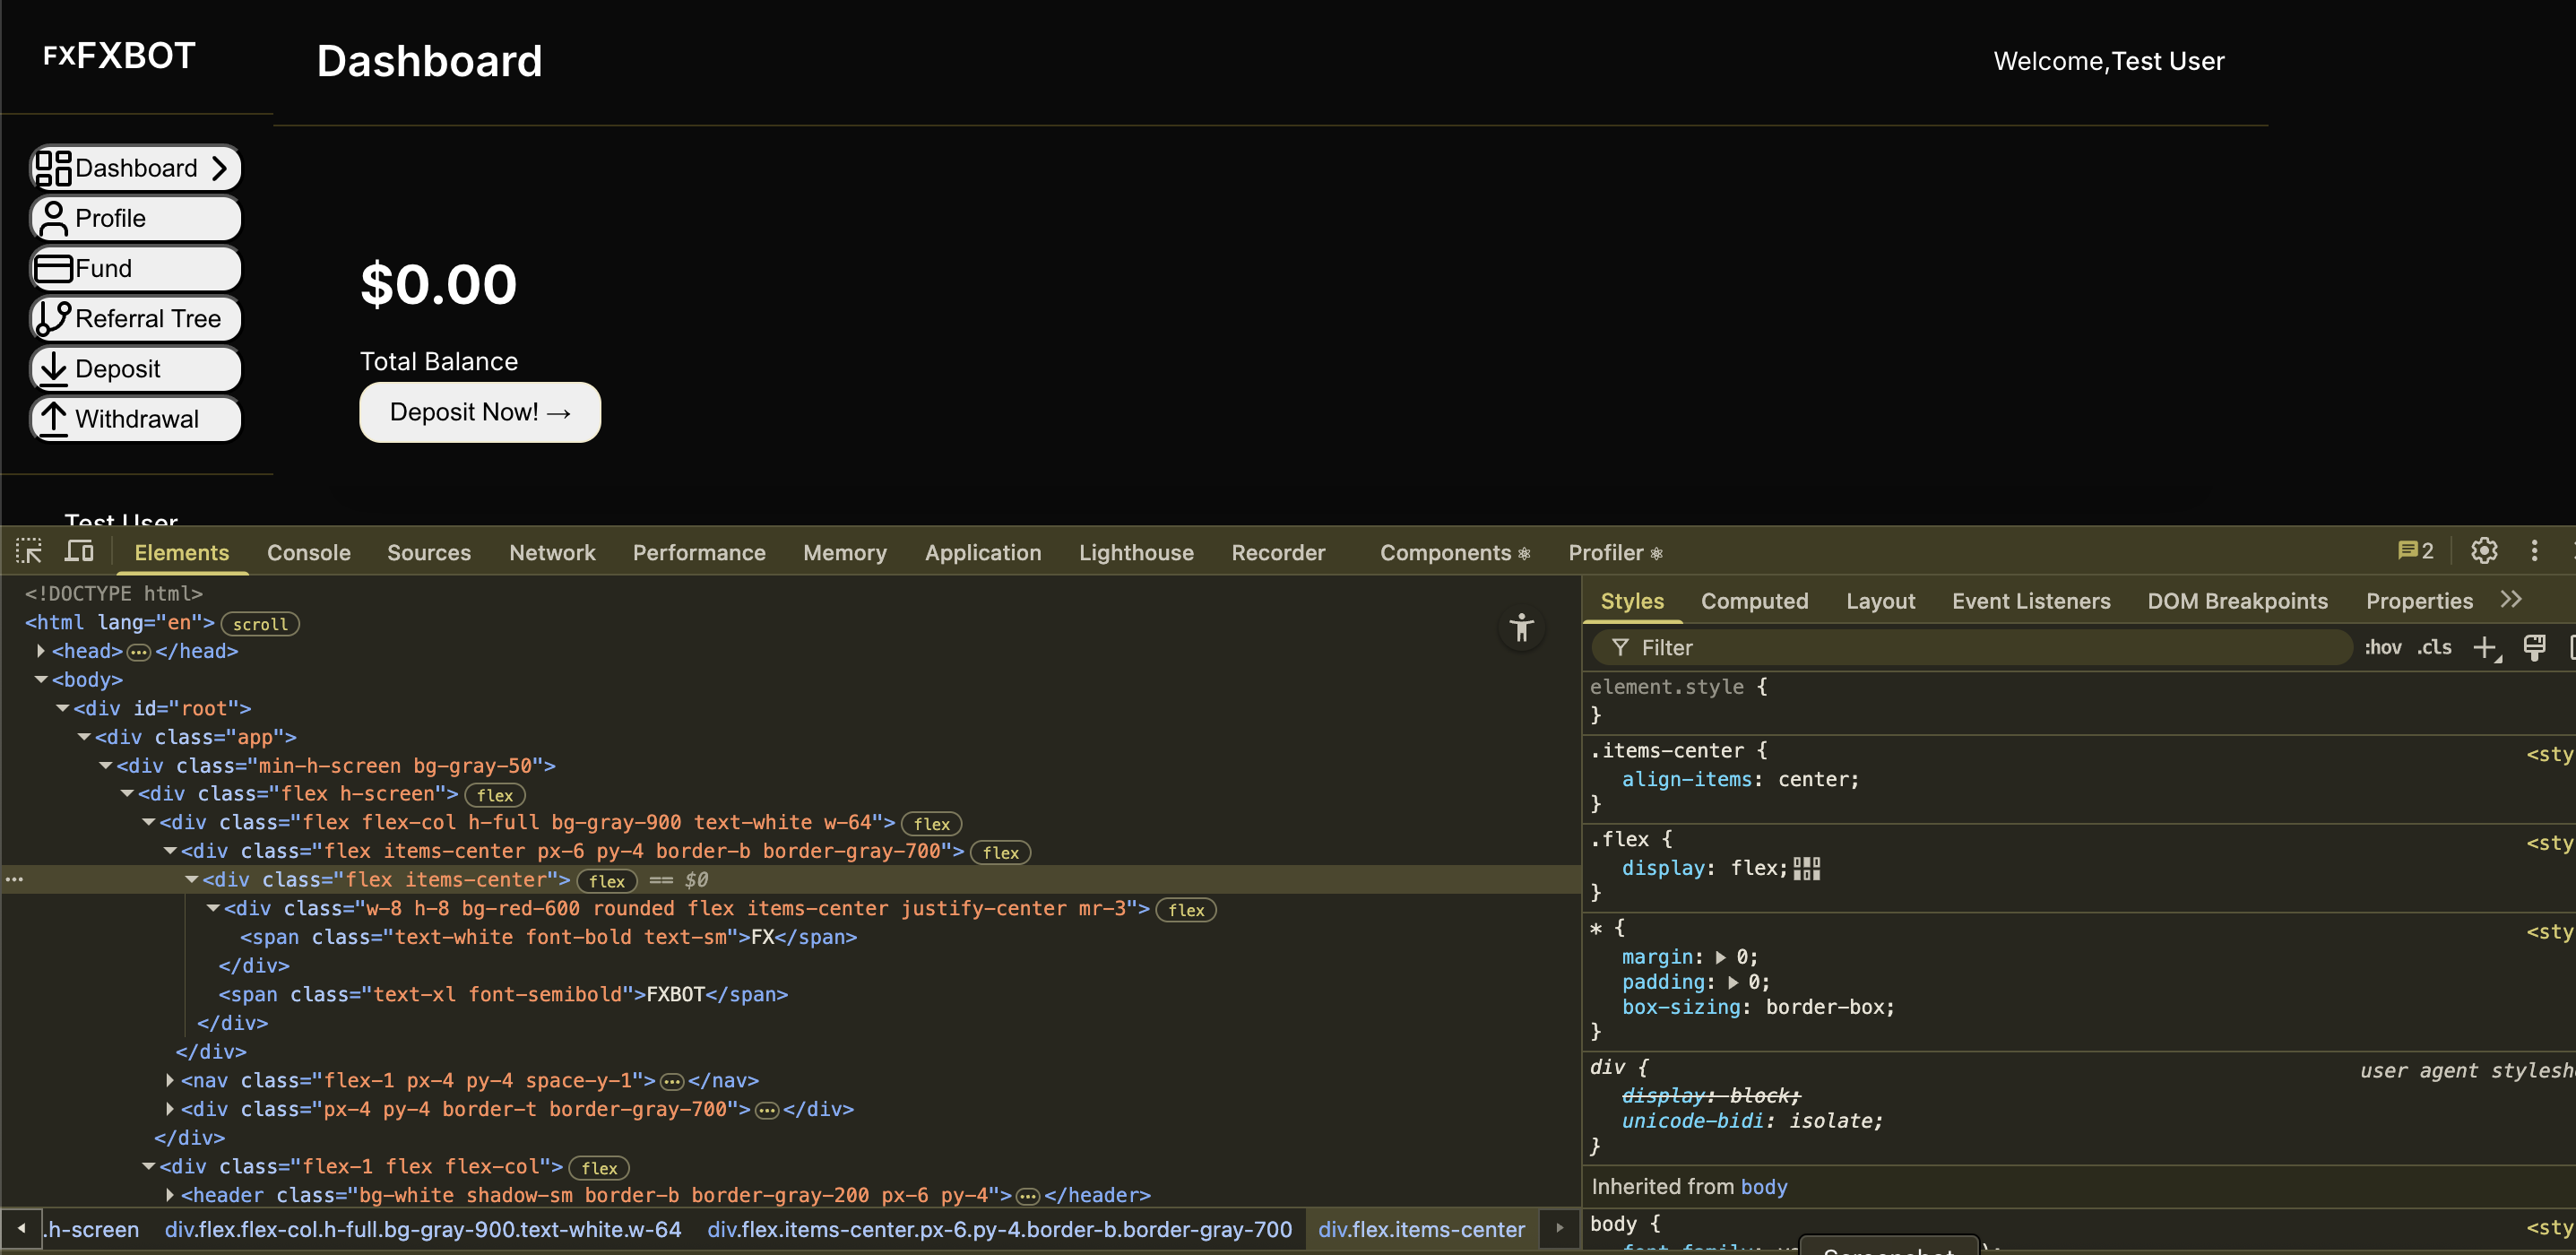 FXFXBOT
Dashboard
Welcome,Test User
Dashboard
Profile
Fund
Referral Tree
Deposit
Withdrawal
$0.00
Total Balance
Deposit Now! →
Test User
Elements Console Sources Network Performance Memory Application Lighthouse Recorder Components Profiler 2
<!DOCTYPE html>
<html lang="en"> scroll
<head> </head>
<body>
<div id="root">
<div class="app">
<div class="min-h-screen bg-gray-50">
<div class="flex h-screen"> flex
<div class="flex flex-col h-full bg-gray-900 text-white w-64"> flex
<div class="flex items-center px-6 py-4 border-b border-gray-700"> flex
<div class="flex items-center"> flex == $0
<div class="w-8 h-8 bg-red-600 rounded flex items-center justify-center mr-3"> flex
<span class="text-white font-bold text-sm">FX</span>
</div>
<span class="text-xl font-semibold">FXBOT</span>
</div>
</div>
<nav class="flex-1 px-4 py-4 space-y-1"> </nav>
<div class="px-4 py-4 border-t border-gray-700"> </div>
</div>
<div class="flex-1 flex flex-col"> flex
<header class="bg-white shadow-sm border-b border-gray-200 px-6 py-4"> </header>
.h-screen div.flex.flex-col.h-full.bg-gray-900.text-white.w-64 div.flex.items-center.px-6.py-4.border-b.border-gray-700 div.flex.items-center
Styles Computed Layout Event Listeners DOM Breakpoints Properties
Filter :hov .cls
element.style {
}
.items-center { <sty
align-items: center;
}
.flex { <sty
display: flex;
}
* { <sty
margin: 0;
padding: 0;
box-sizing: border-box;
}
div { user agent stylesh
display: block;
unicode-bidi: isolate;
}
Inherited from body
body { <sty